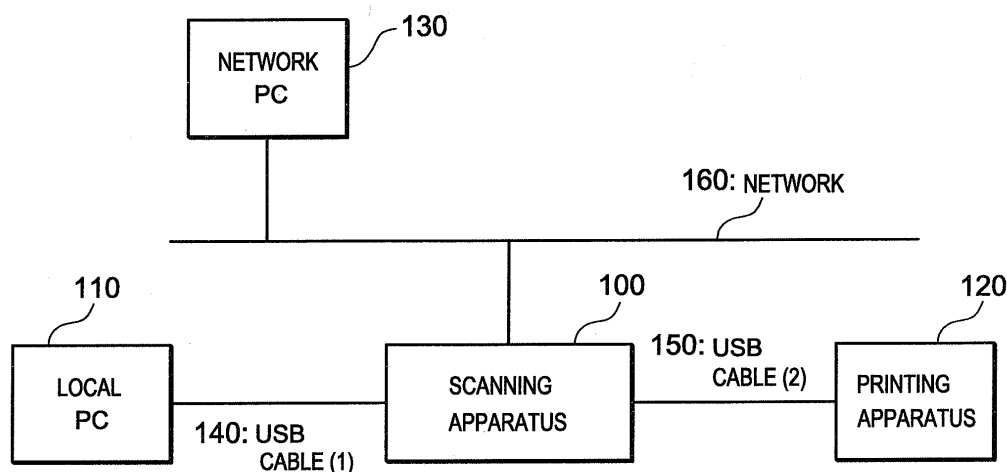 130
NETWORK
PC
160: NETWORK
110
100
120
LOCAL
PC
140: USB
CABLE (1)
SCANNING
APPARATUS
150: USB
CABLE (2)
PRINTING
APPARATUS